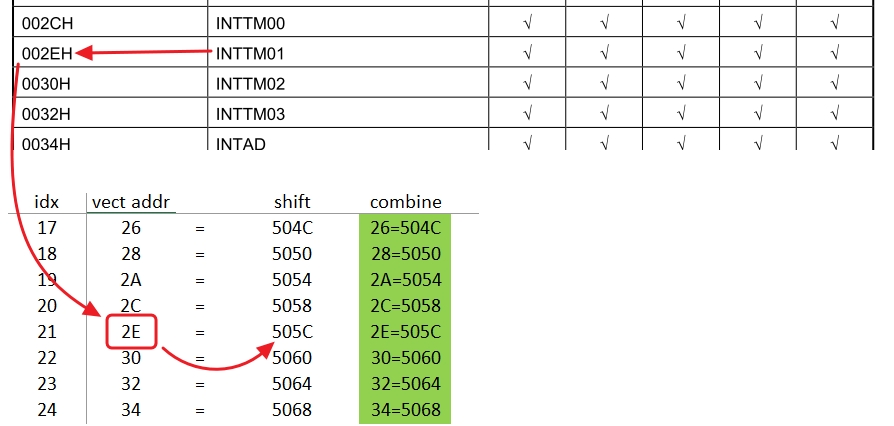 002CH INTTM00 √ √ √ √ √
002EH INTTM01 √ √ √ √ √
0030H INTTM02 √ √ √ √ √
0032H INTTM03 √ √ √ √ √
0034H INTAD √ √ √ √ √
idx vect addr shift combine
17 26 = 504C 26=504C
18 28 = 5050 28=5050
19 2A = 5054 2A=5054
20 2C = 5058 2C=5058
21 2E = 505C 2E=505C
22 30 = 5060 30=5060
23 32 = 5064 32=5064
24 34 = 5068 34=5068